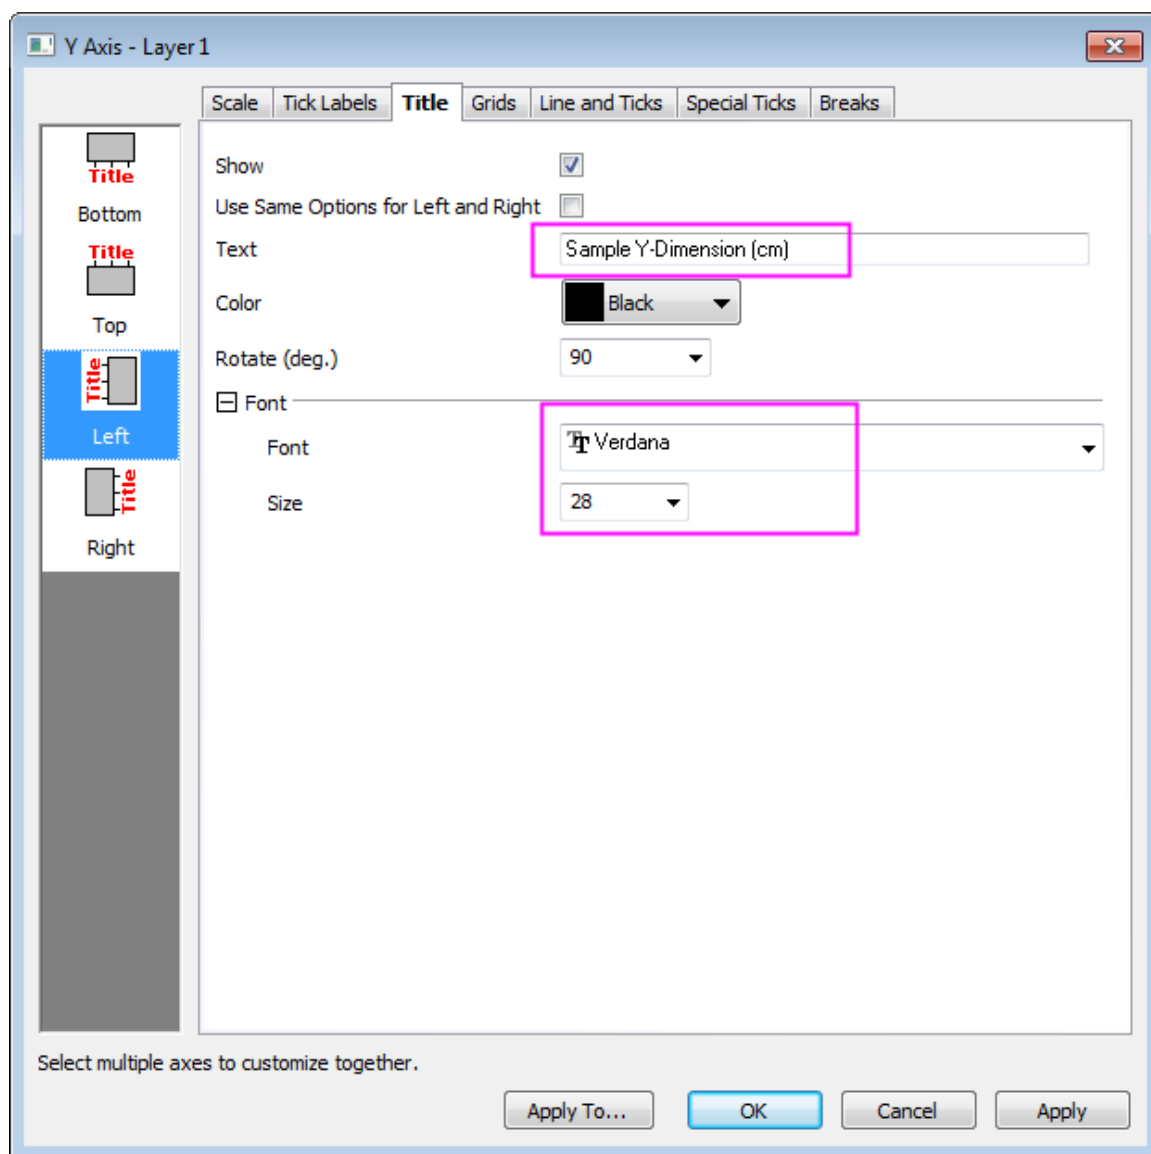 Y Axis - Layer 1
Scale Tick Labels Title Grids Line and Ticks Special Ticks Breaks
Title
Bottom
Title
Top
Title
Left
Title
Right
Show
Use Same Options for Left and Right
Text Sample Y-Dimension (cm)
Color Black
Rotate (deg.) 90
Font
Font Verdana
Size 28
Select multiple axes to customize together.
Apply To... OK Cancel Apply